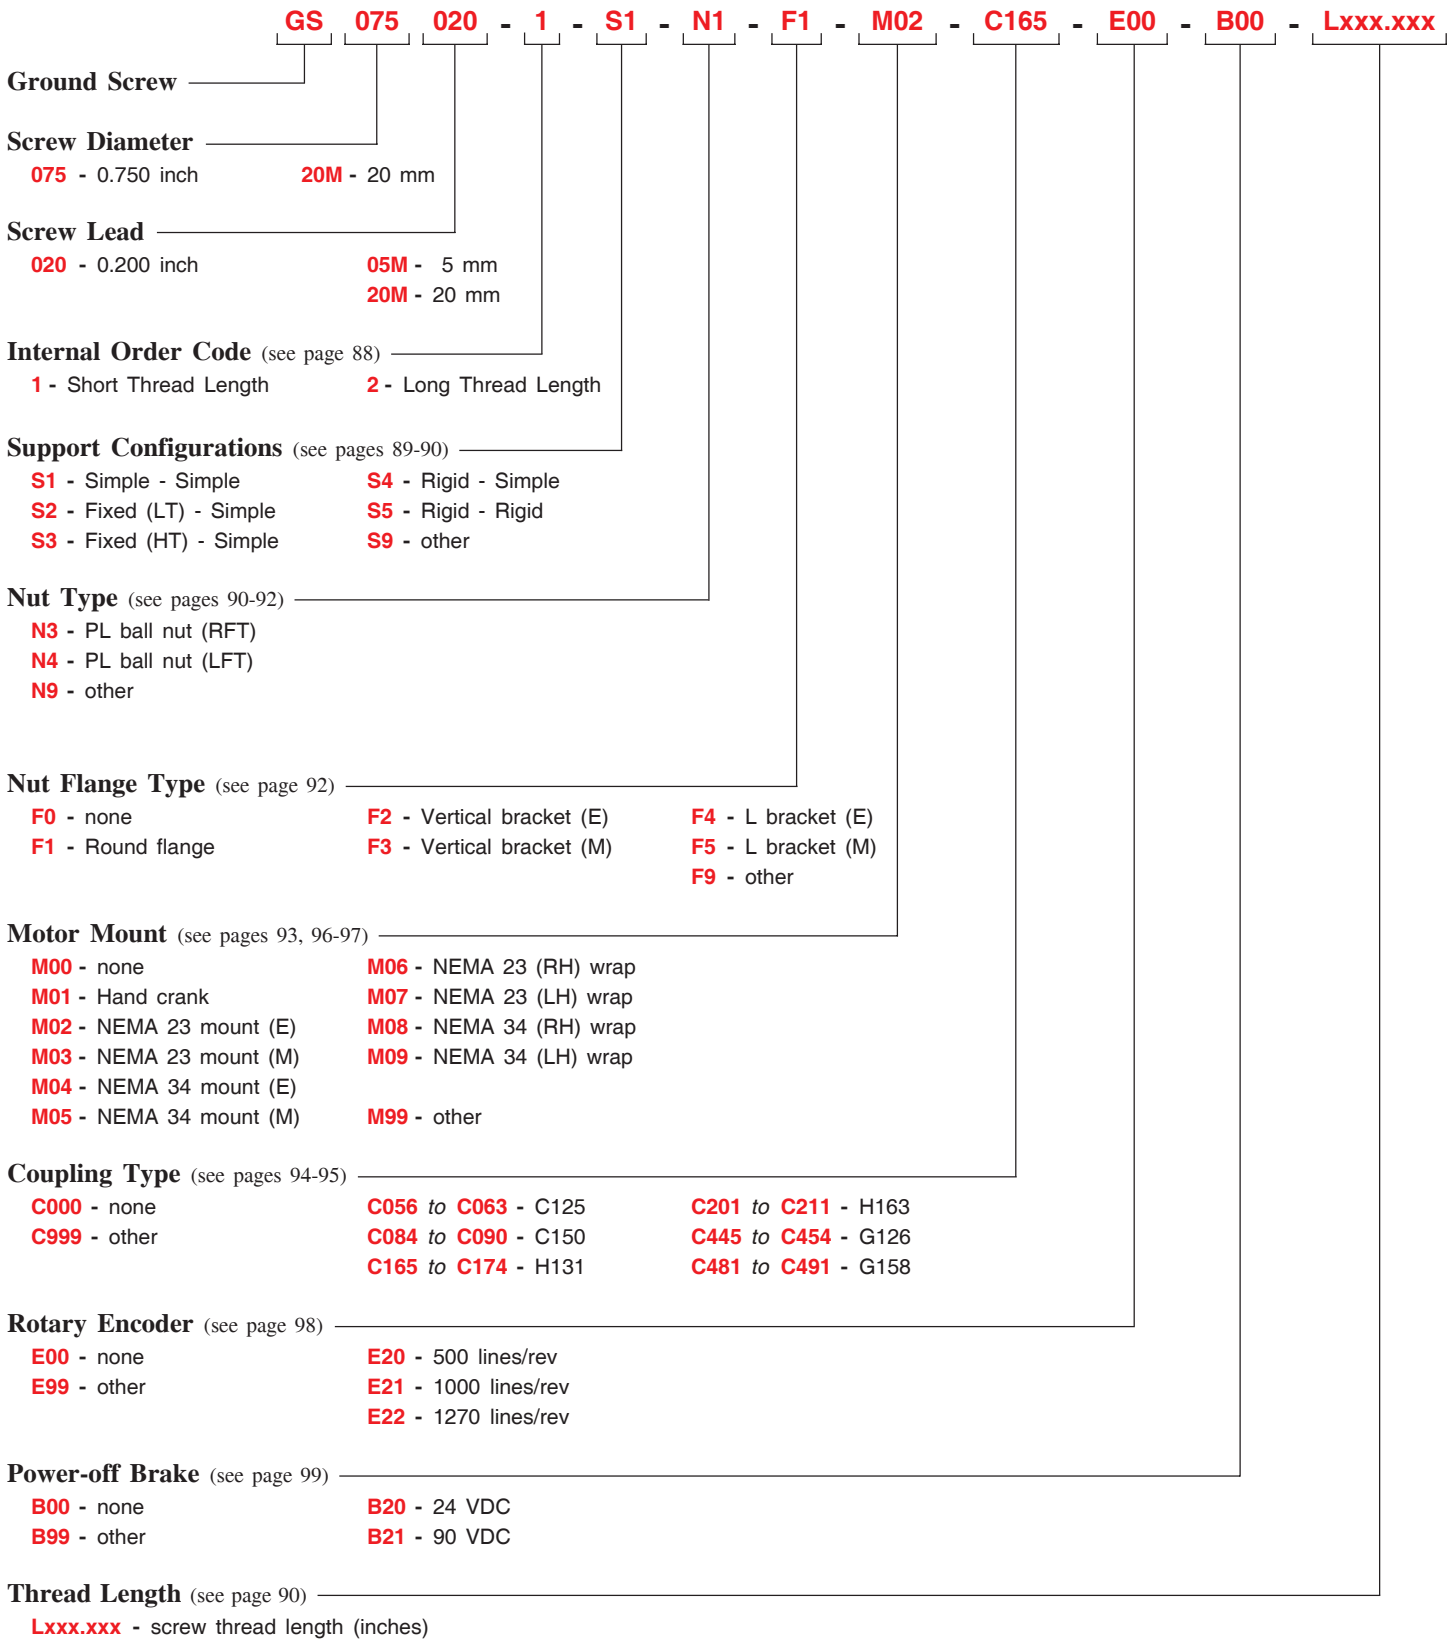 GS 075 020 - 1 - S1 - N1 - F1 - M02 - C165 - E00 - B00 - Lxxx.xxx
Ground Screw
Screw Diameter
075 - 0.750 inch 20M - 20 mm
Screw Lead
020 - 0.200 inch 05M - 5 mm
20M - 20 mm
Internal Order Code (see page 88)
1 - Short Thread Length 2 - Long Thread Length
Support Configurations (see pages 89-90)
S1 - Simple - Simple S4 - Rigid - Simple
S2 - Fixed (LT) - Simple S5 - Rigid - Rigid
S3 - Fixed (HT) - Simple S9 - other
Nut Type (see pages 90-92)
N3 - PL ball nut (RFT)
N4 - PL ball nut (LFT)
N9 - other
Nut Flange Type (see page 92)
F0 - none F2 - Vertical bracket (E) F4 - L bracket (E)
F1 - Round flange F3 - Vertical bracket (M) F5 - L bracket (M)
F9 - other
Motor Mount (see pages 93, 96-97)
M00 - none M06 - NEMA 23 (RH) wrap
M01 - Hand crank M07 - NEMA 23 (LH) wrap
M02 - NEMA 23 mount (E) M08 - NEMA 34 (RH) wrap
M03 - NEMA 23 mount (M) M09 - NEMA 34 (LH) wrap
M04 - NEMA 34 mount (E)
M05 - NEMA 34 mount (M) M99 - other
Coupling Type (see pages 94-95)
C000 - none C056 to C063 - C125 C201 to C211 - H163
C999 - other C084 to C090 - C150 C445 to C454 - G126
C165 to C174 - H131 C481 to C491 - G158
Rotary Encoder (see page 98)
E00 - none E20 - 500 lines/rev
E99 - other E21 - 1000 lines/rev
E22 - 1270 lines/rev
Power-off Brake (see page 99)
B00 - none B20 - 24 VDC
B99 - other B21 - 90 VDC
Thread Length (see page 90)
Lxxx.xxx - screw thread length (inches)